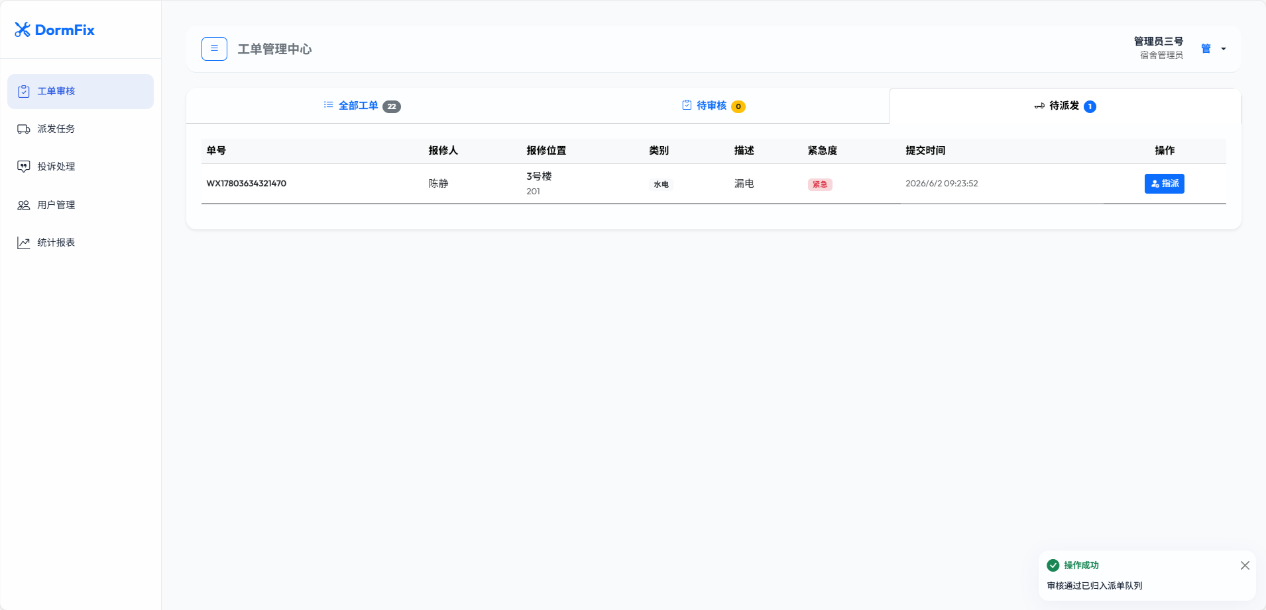 DormFix
工单审核
派发任务
投诉处理
用户管理
统计报表
工单管理中心
管理员三号
宿舍管理员
管
全部工单 22
待审核 0
待派发 1
单号 报修人 报修位置 类别 描述 紧急度 提交时间 操作
WX17803634321470 陈静 3号楼 201 水电 漏电 紧急 2026/6/2 09:23:52 指派
操作成功
审核通过已归入派单队列